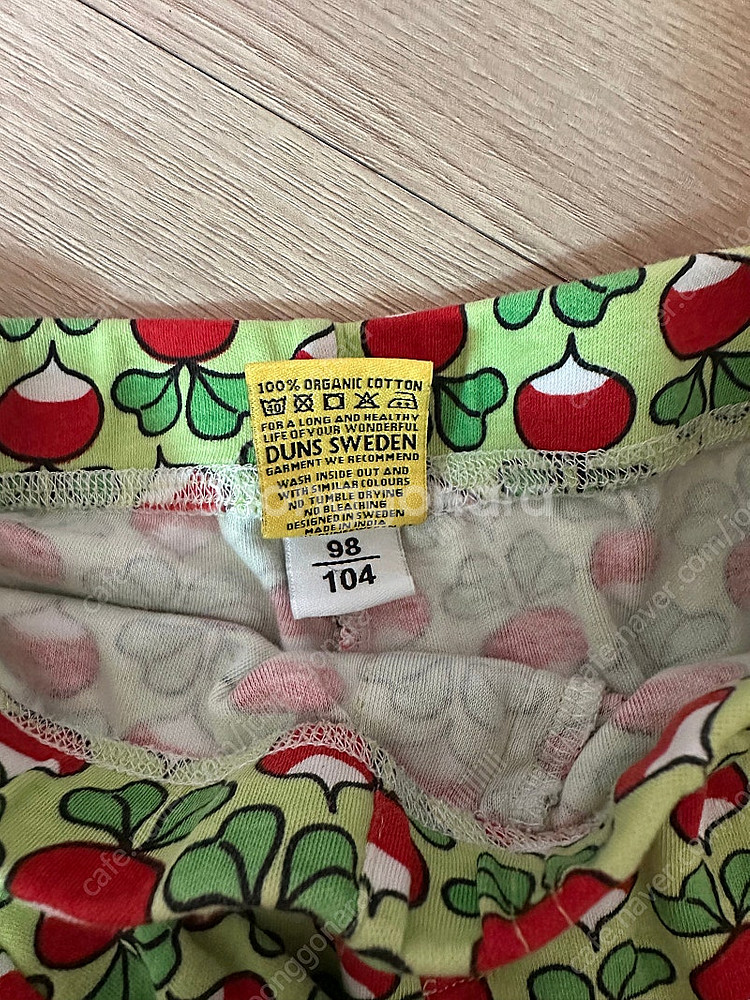 100% ORGANIC COTTON
40
FOR A LONG AND HEALTHY
LIFE OF YOUR WONDERFUL
DUNS SWEDEN
GARMENT WE RECOMMEND
WASH INSIDE OUT AND
WITH SIMILAR COLOURS
NO TUMBLE DRYING
NO BLEACHING
DESIGNED IN SWEDEN
MADE IN INDIA
98
104